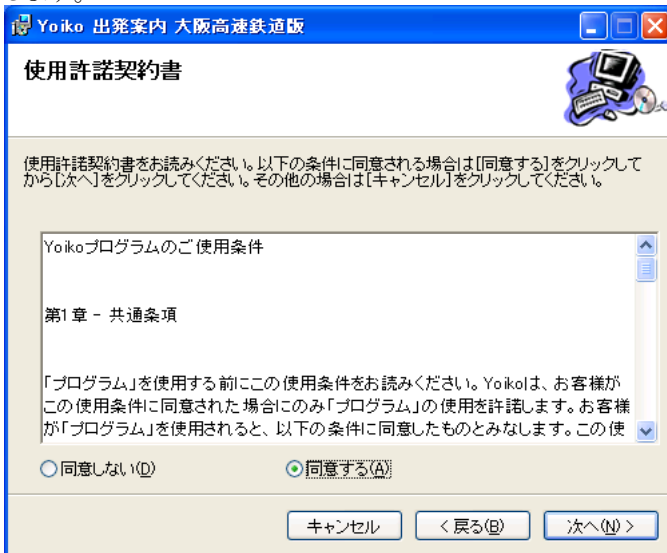 Yoiko 出発案内 大阪高速鉄道版
使用許諾契約書
使用許諾契約書をお読みください。以下の条件に同意される場合は[同意する]をクリックして
から[次へ]をクリックしてください。その他の場合は[キャンセル]をクリックしてください。
Yoikoプログラムのご使用条件
第1章 - 共通条項
「プログラム」を使用する前にこの使用条件をお読みください。Yoikoは、お客様が
この使用条件に同意された場合にのみ「プログラム」の使用を許諾します。お客様
が「プログラム」を使用されると、以下の条件に同意したものとみなします。この使
同意しない(D)
同意する(A)
キャンセル
< 戻る(B)
次へ(N) >